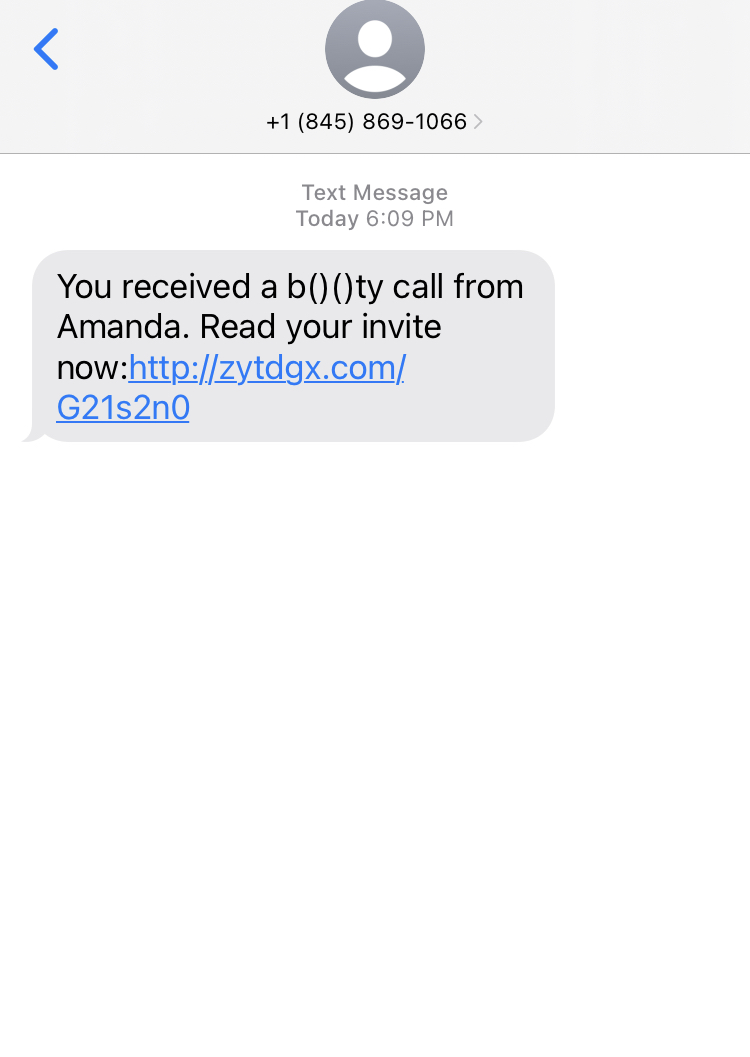 +1 (845) 869-1066
Text Message
Today 6:09 PM
You received a b()()ty call from
Amanda. Read your invite
now:http://zytdgx.com/
G21s2n0